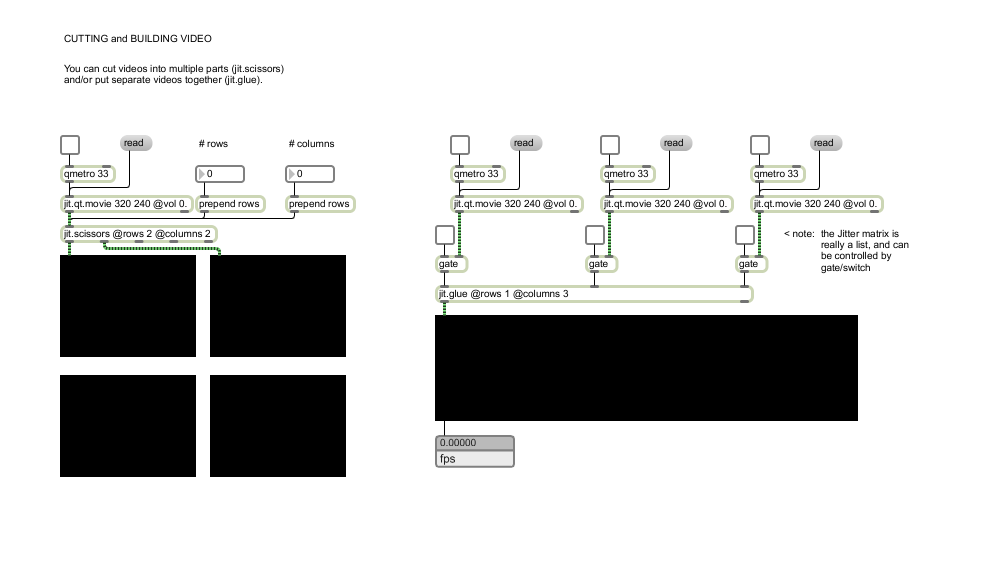 CUTTING and BUILDING VIDEO
You can cut videos into multiple parts (jit.scissors)
and/or put separate videos together (jit.glue).
read
# rows
# columns
qmetro 33
0
0
jit.qt.movie 320 240 @vol 0.
prepend rows
prepend rows
jit.scissors @rows 2 @columns 2
read
read
read
qmetro 33
qmetro 33
qmetro 33
jit.qt.movie 320 240 @vol 0.
jit.qt.movie 320 240 @vol 0.
jit.qt.movie 320 240 @vol 0.
< note: the Jitter matrix is
really a list, and can
be controlled by
gate/switch
gate
gate
gate
jit.glue @rows 1 @columns 3
0.00000
fps